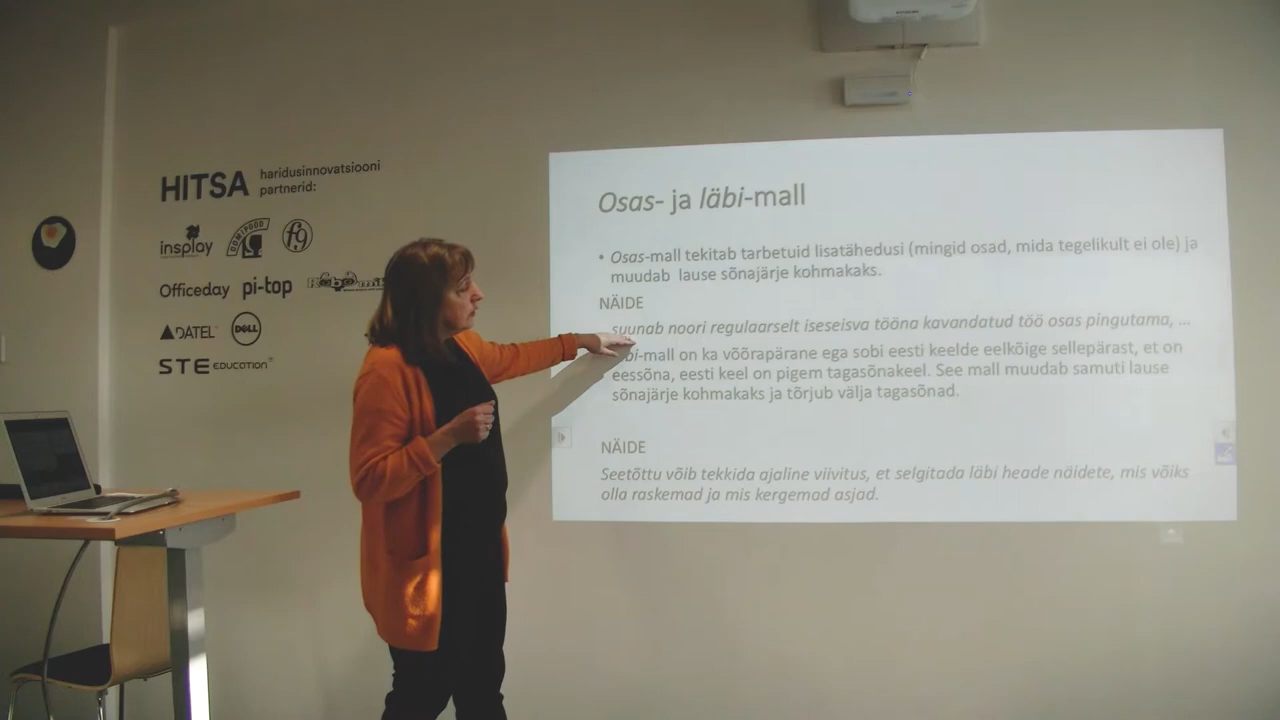 HITSA
haridusinnovatsiooni
partnerid:
insplay
OOMIPOOD
f9
Officeday
pi-top
DATEL
DELL
STE EDUCATION
Osas- ja läbi-mall
• Osas-mall tekitab tarbetuid lisatähedusi (mingid osad, mida tegelikult ei ole) ja
muudab lause sõnajärje kohmakaks.
NÄIDE
suunab noori regulaarselt iseseisva tööna kavandatud töö osas pingutama, ...
bi-mall on ka võõrapärane ega sobi eesti keelde eelkõige sellepärast, et on
eessõna, eesti keel on pigem tagasõnakeel. See mall muudab samuti lause
sõnajärje kohmakaks ja tõrjub välja tagasõnad.
NÄIDE
Seetõttu võib tekkida ajaline viivitus, et selgitada läbi heade näidete, mis võiks
olla raskemad ja mis kergemad asjad.